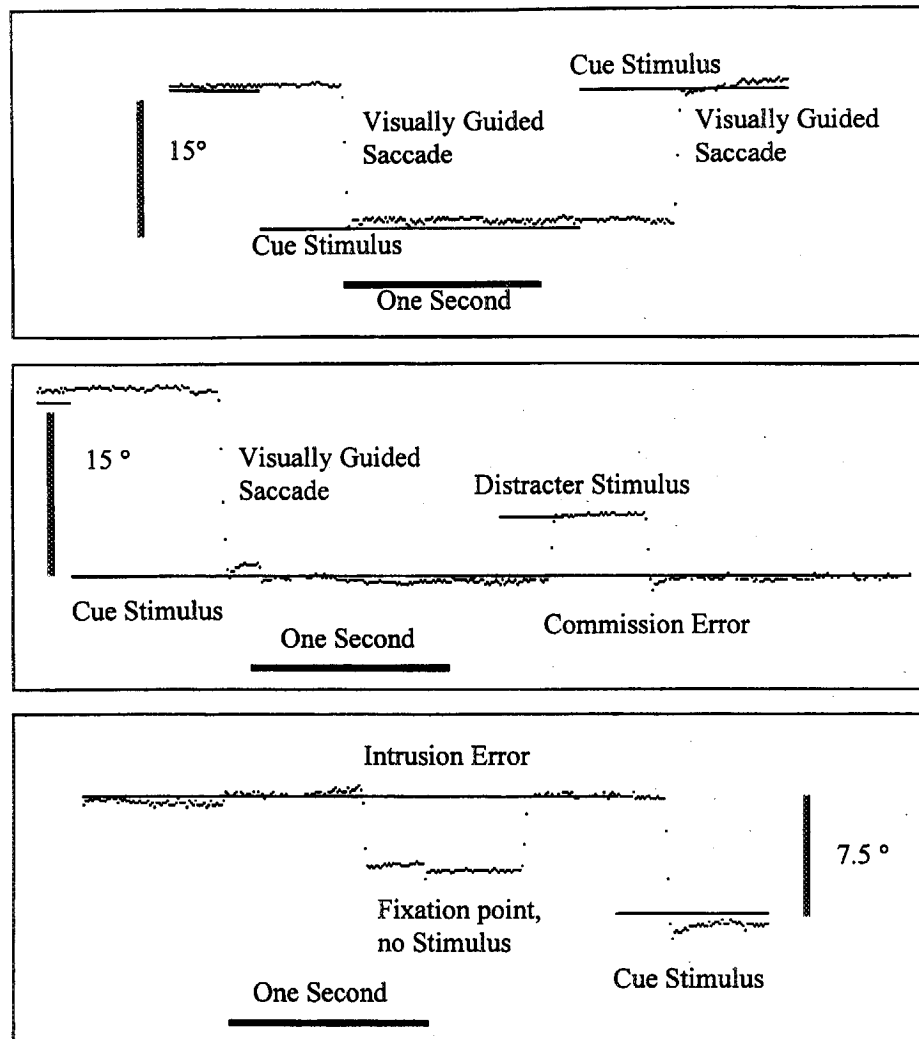 Cue Stimulus
15°
Visually Guided
Saccade
Visually Guided
Saccade
Cue Stimulus
One Second
15 °
Visually Guided
Saccade
Distracter Stimulus
Cue Stimulus
One Second
Commission Error
Intrusion Error
7.5 °
Fixation point,
no Stimulus
Cue Stimulus
One Second